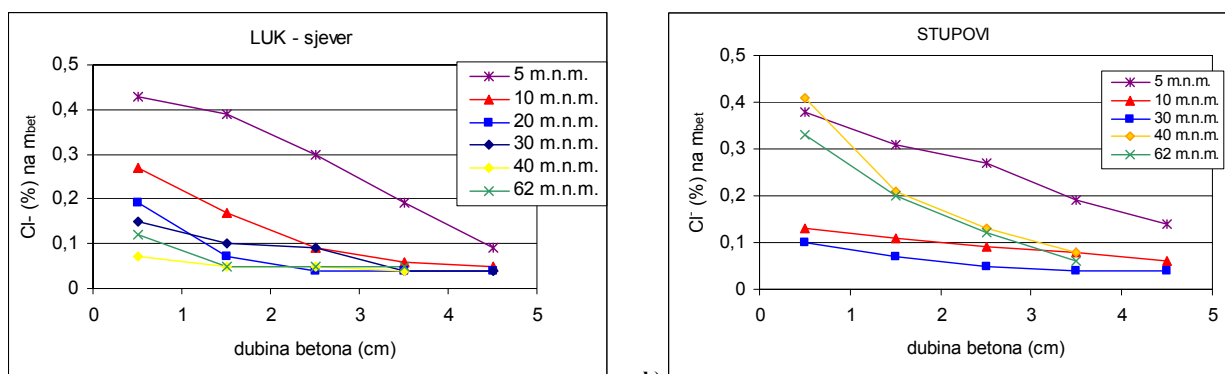 LUK - sjever
Cl- (%) na mbet
0,5
0,4
0,3
0,2
0,1
0
0 1 2 3 4 5
dubina betona (cm)
5 m.n.m.
10 m.n.m.
20 m.n.m.
30 m.n.m.
40 m.n.m.
62 m.n.m.
STUPOVI
Cl⁻ (%) na mbet
0,5
0,4
0,3
0,2
0,1
0
0 1 2 3 4 5
dubina betona (cm)
5 m.n.m.
10 m.n.m.
30 m.n.m.
40 m.n.m.
62 m.n.m.